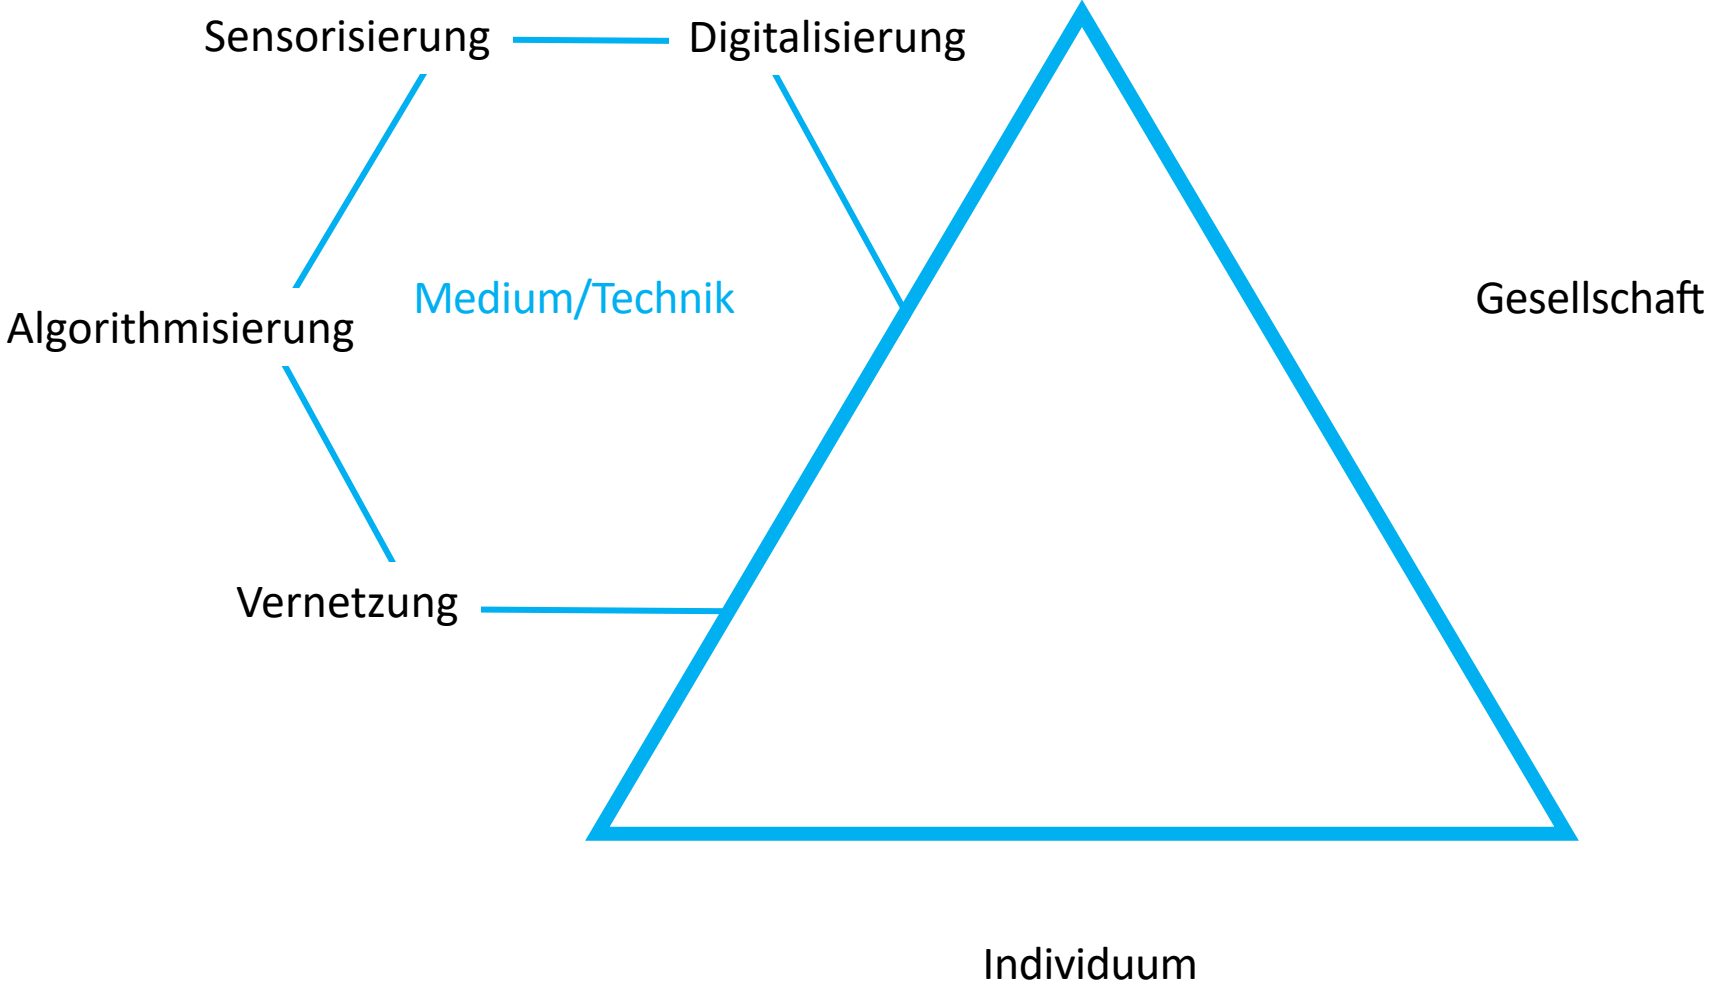 Sensorisierung
Digitalisierung
Medium/Technik
Gesellschaft
Algorithmisierung
Vernetzung
Individuum